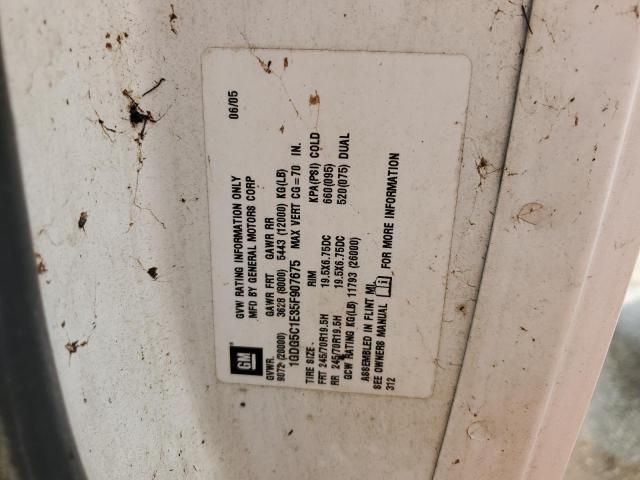 GM
GVW RATING INFORMATION ONLY
MFD BY GENERAL MOTORS CORP 06/05
GVWR GAWR FRT GAWR RR
9072 (20000) 3628 (8000) 5443 (12000) KG(LB)
1GDG5C1E35F907675 MAX VERT CG=70 IN.
TIRE SIZE RIM KPA(PSI) COLD
FRT 245/70R19.5H 19.5X6.75DC 660(095)
RR 245/70R19.5H 19.5X6.75DC 520(075) DUAL
GCW RATING KG(LB) 11793 (26000)
ASSEMBLED IN FLINT MI.
SEE OWNERS MANUAL FOR MORE INFORMATION
312